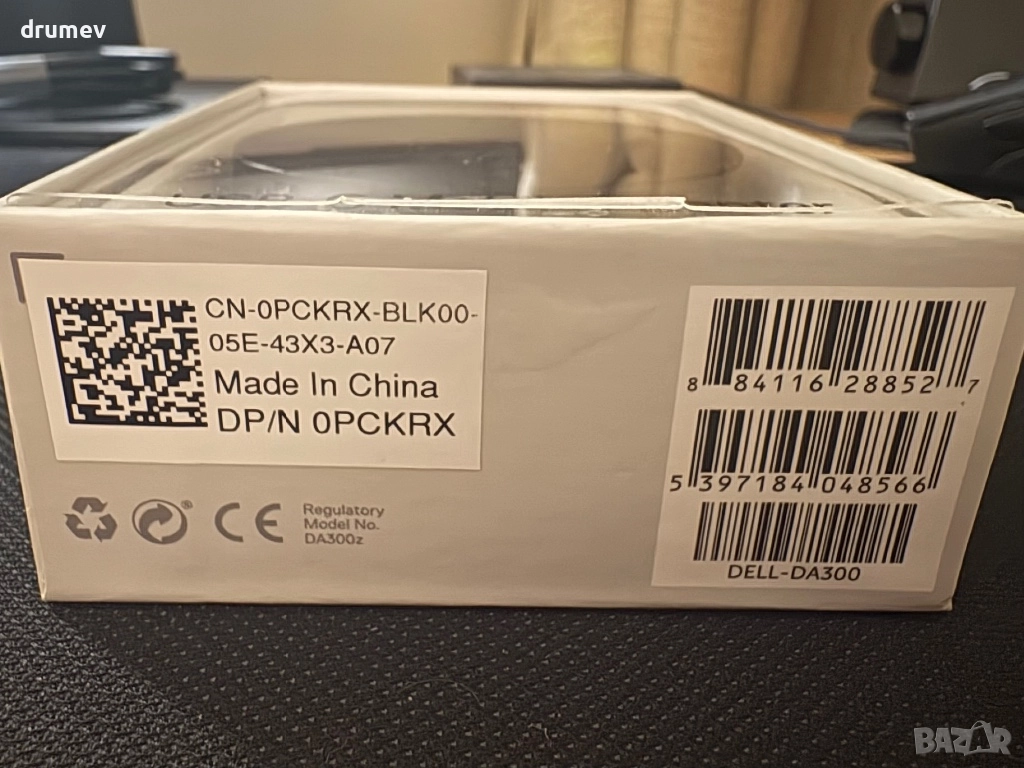 drumev
CN-0PCKRX-BLK00-
05E-43X3-A07
Made In China
DP/N 0PCKRX
Regulatory
Model No.
DA300z
8 84116 28852 7
5 397184 048566
DELL-DA300
BAZAR